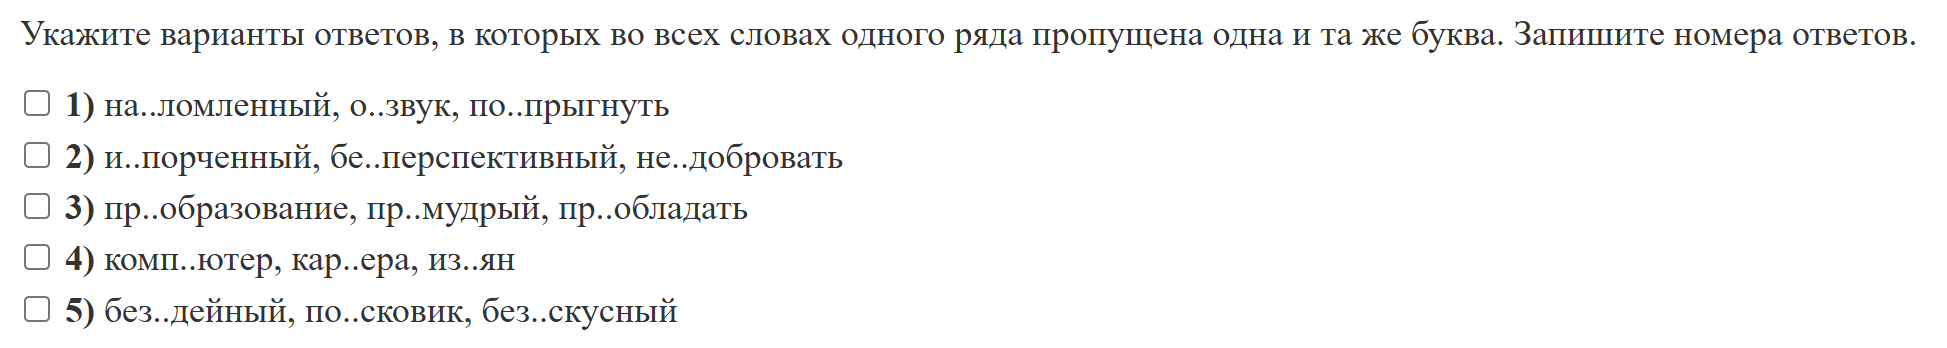 Укажите варианты ответов, в которых во всех словах одного ряда пропущена одна и та же буква. Запишите номера ответов.
1) на..ломленный, о..звук, по..прыгнуть
2) и..порченный, бе..перспективный, не..добровать
3) пр..образование, пр..мудрый, пр..обладать
4) комп..ютер, кар..ера, из..ян
5) без..дейный, по..сковик, без..скусный